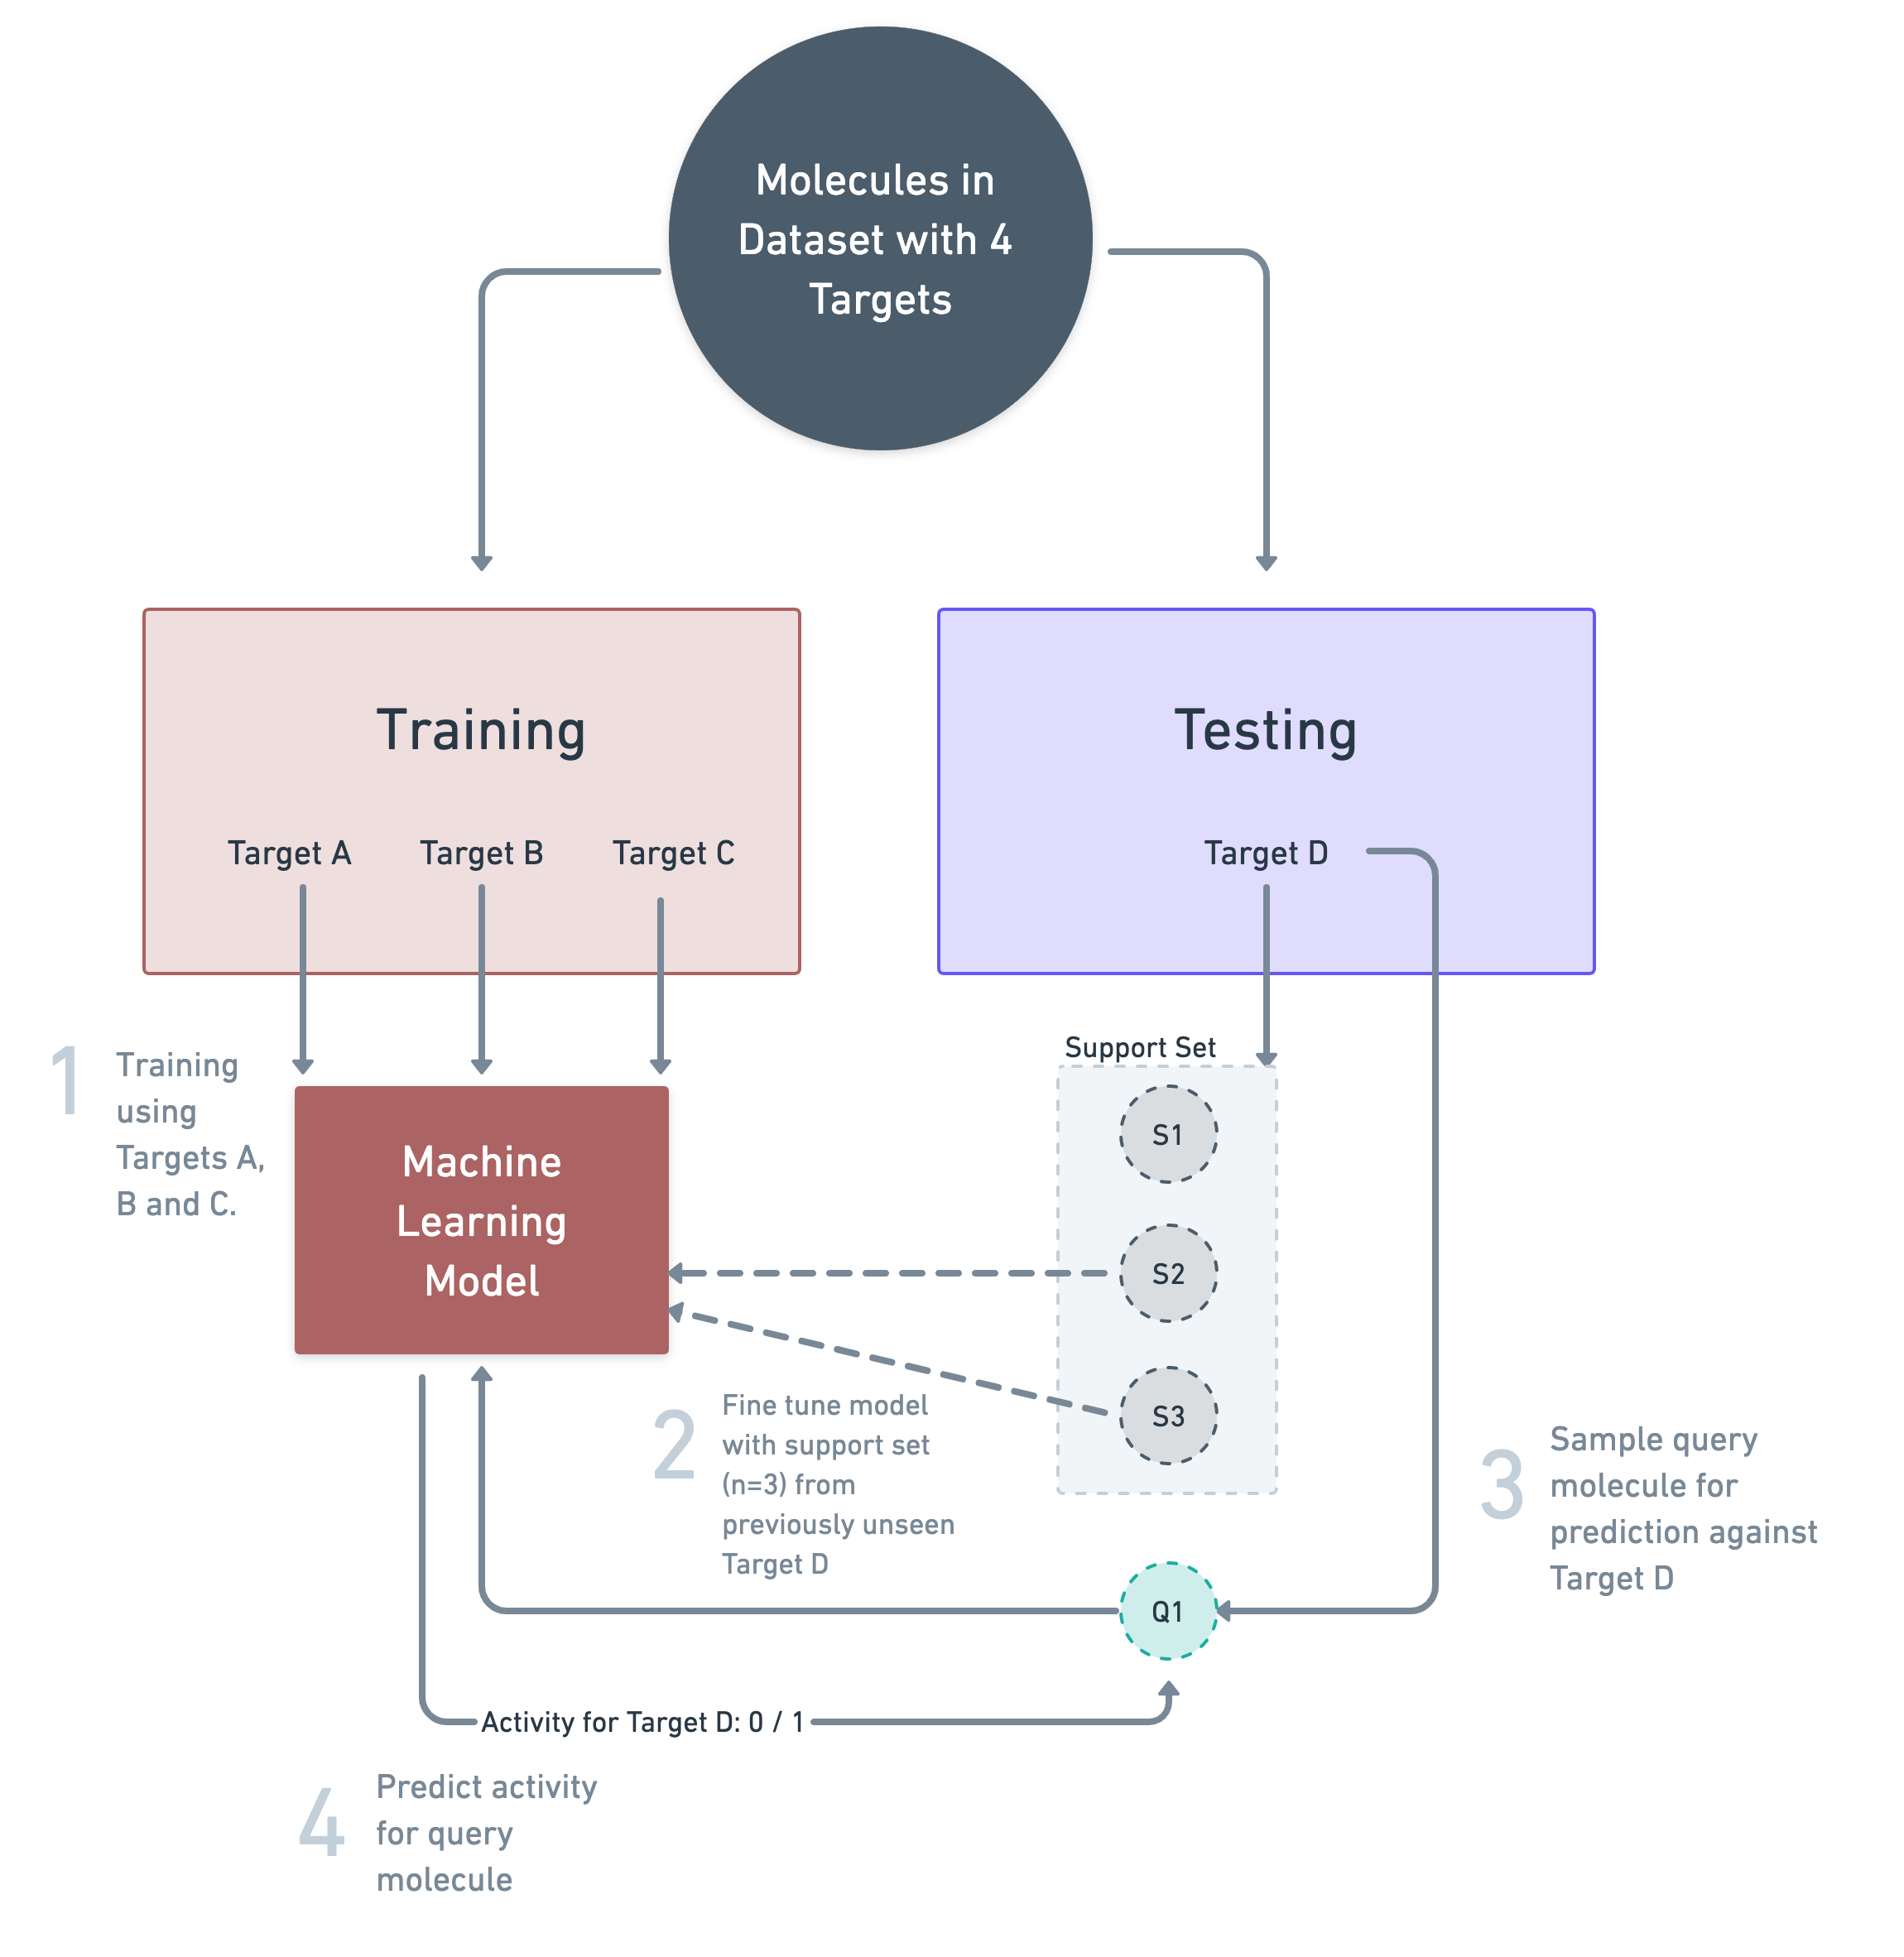 Molecules in
Dataset with 4
Targets
Training
Testing
Target A
Target B
Target C
Target D
1
Training
using
Targets A,
B and C.
Machine
Learning
Model
Support Set
S1
S2
S3
2
Fine tune model
with support set
(n=3) from
previously unseen
Target D
3
Sample query
molecule for
prediction against
Target D
Q1
Activity for Target D: 0 / 1
4
Predict activity
for query
molecule